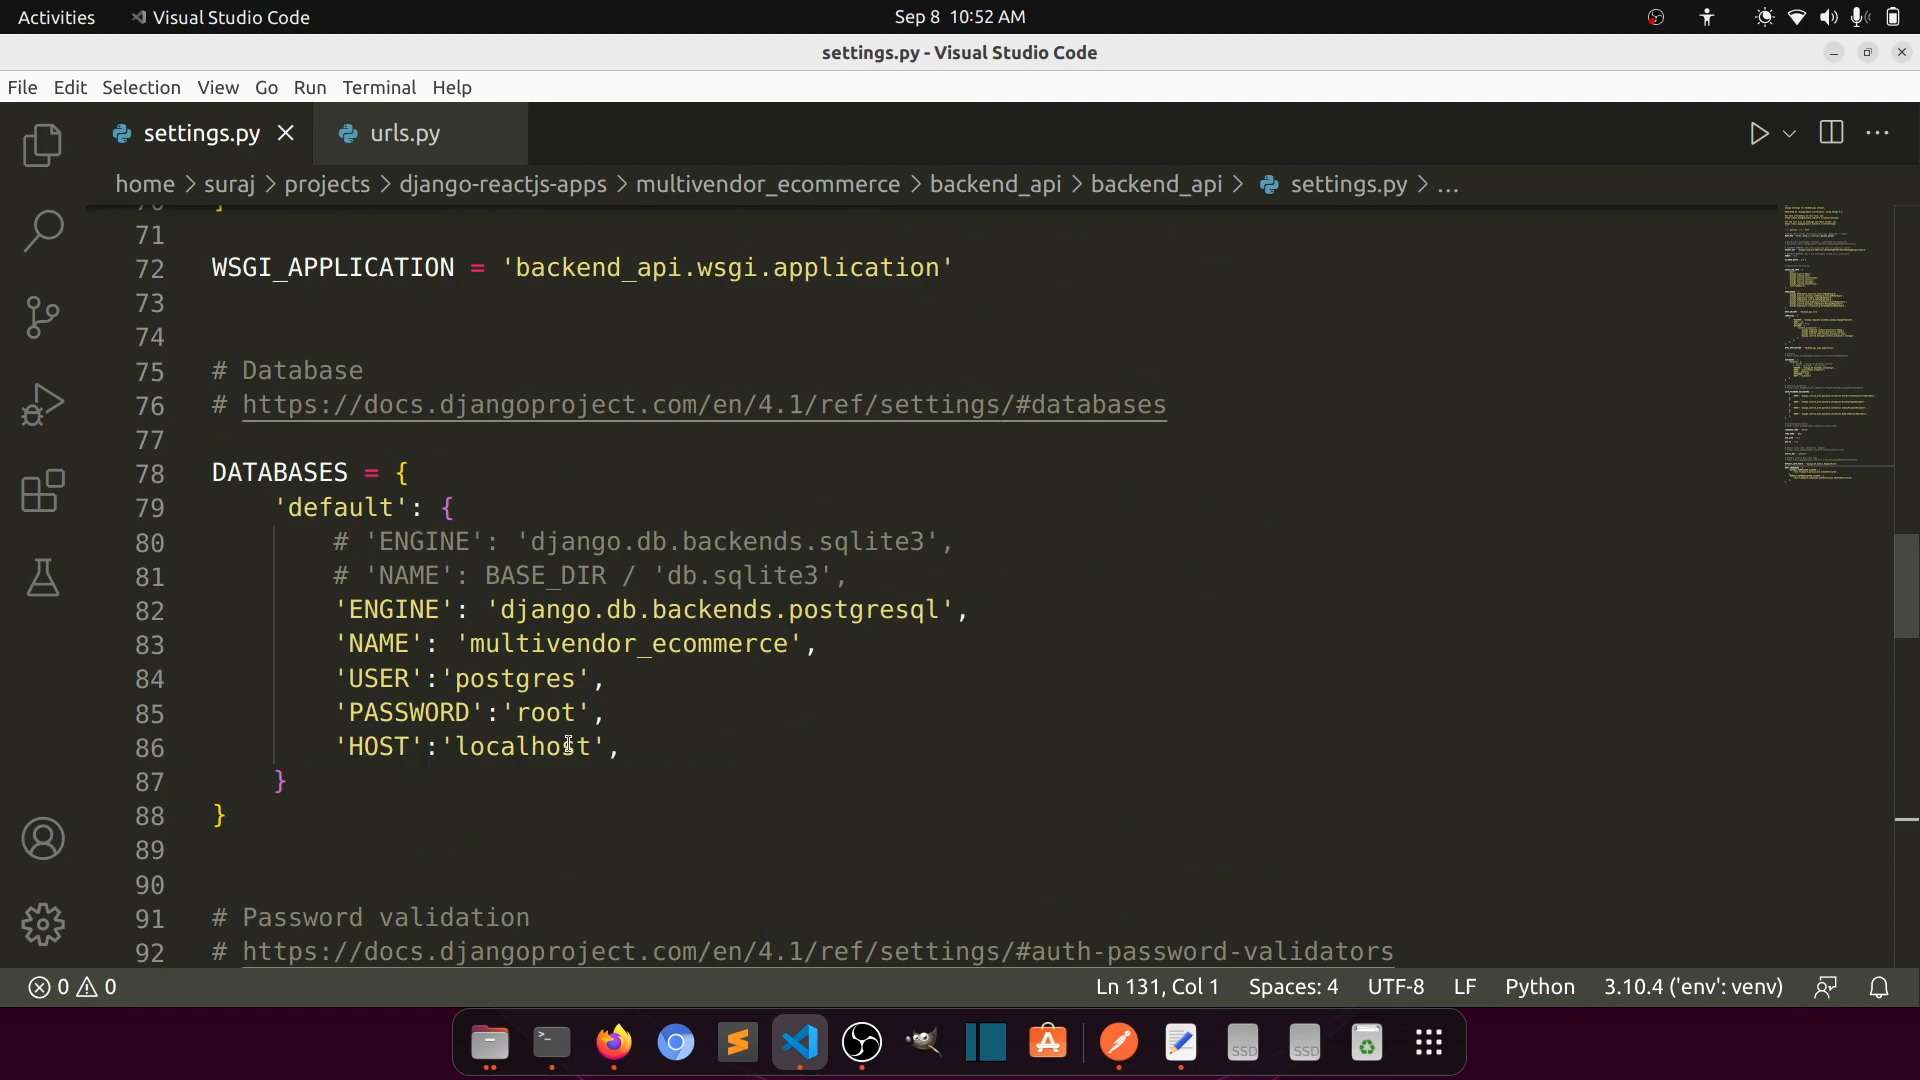 Activities Visual Studio Code Sep 8 10:52 AM
settings.py - Visual Studio Code
File Edit Selection View Go Run Terminal Help
settings.py urls.py
home > suraj > projects > django-reactjs-apps > multivendor_ecommerce > backend_api > backend_api > settings.py > ...
71
72 WSGI_APPLICATION = 'backend_api.wsgi.application'
73
74
75 # Database
76 # https://docs.djangoproject.com/en/4.1/ref/settings/#databases
77
78 DATABASES = {
79 'default': {
80 # 'ENGINE': 'django.db.backends.sqlite3',
81 # 'NAME': BASE_DIR / 'db.sqlite3',
82 'ENGINE': 'django.db.backends.postgresql',
83 'NAME': 'multivendor_ecommerce',
84 'USER':'postgres',
85 'PASSWORD':'root',
86 'HOST':'localhost',
87 }
88 }
89
90
91 # Password validation
92 # https://docs.djangoproject.com/en/4.1/ref/settings/#auth-password-validators
0 0 Ln 131, Col 1 Spaces: 4 UTF-8 LF Python 3.10.4 ('env': venv)
SSD SSD